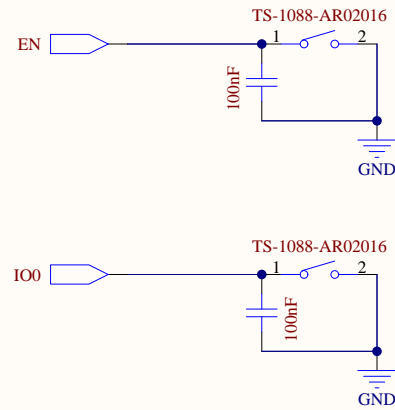 TS-1088-AR02016
EN
1
2
100nF
GND
TS-1088-AR02016
IO0
1
2
100nF
GND